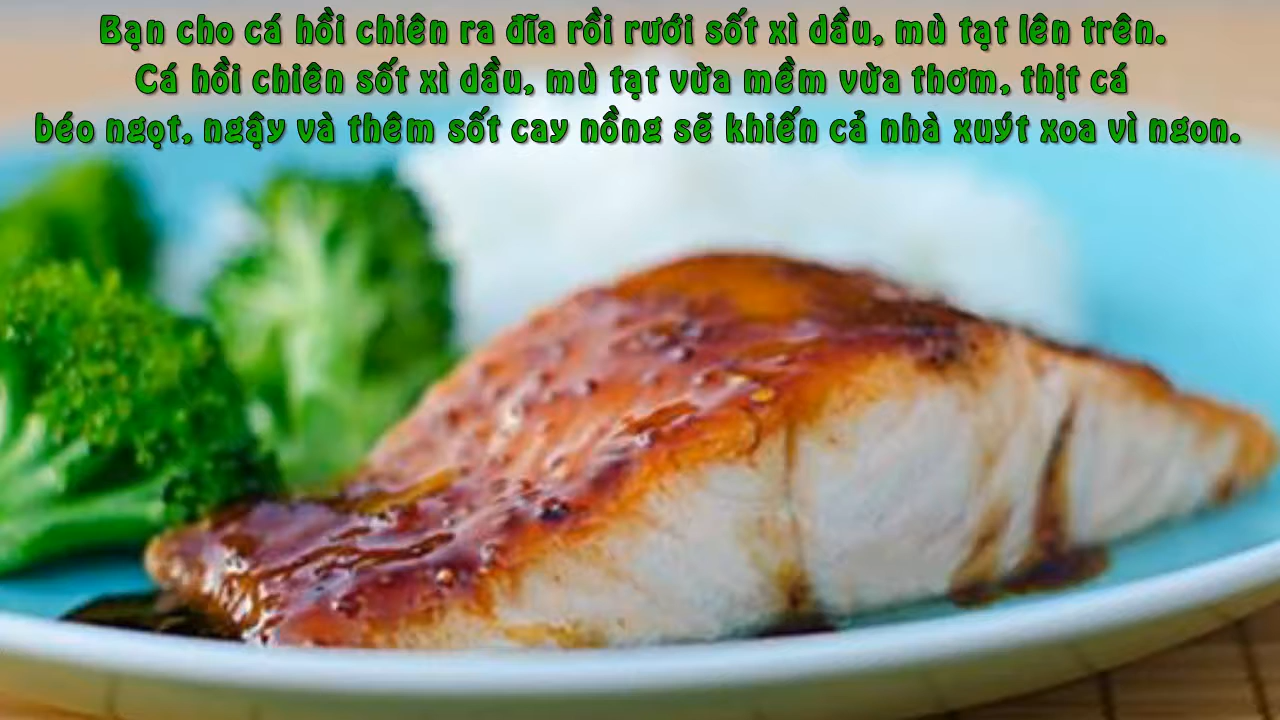 Bạn cho cá hồi chiên ra đĩa rồi rưới sốt xì dầu, mù tạt lên trên.
Cá hồi chiên sốt xì dầu, mù tạt vừa mềm vừa thơm, thịt cá
béo ngọt, ngậy và thêm sốt cay nồng sẽ khiến cả nhà xuýt xoa vì ngon.